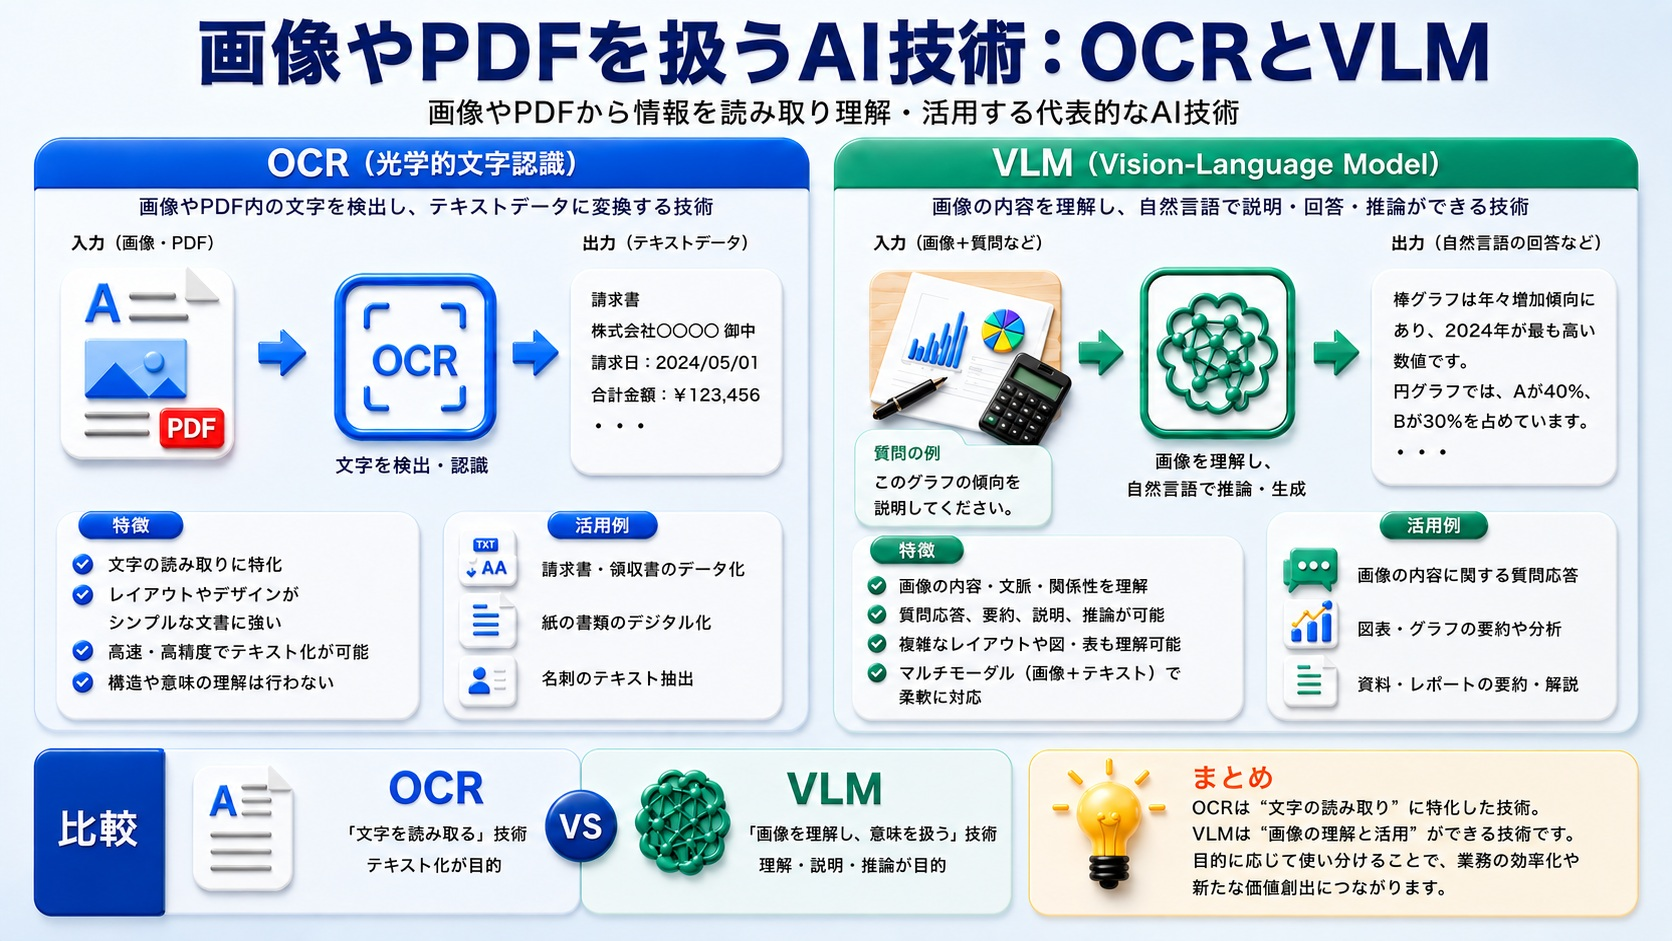 画像やPDFを扱うAI技術：OCRとVLM
画像やPDFから情報を読み取り理解・活用する代表的なAI技術
OCR（光学的文字認識）
画像やPDF内の文字を検出し、テキストデータに変換する技術
入力（画像・PDF）
出力（テキストデータ）
A
PDF
OCR
文字を検出・認識
請求書
株式会社〇〇〇〇 御中
請求日：2024/05/01
合計金額：￥123,456
・・・
特徴
文字の読み取りに特化
レイアウトやデザインが
シンプルな文書に強い
高速・高精度でテキスト化が可能
構造や意味の理解は行わない
活用例
TXT
AA
請求書・領収書のデータ化
紙の書類のデジタル化
名刺のテキスト抽出
VLM（Vision-Language Model）
画像の内容を理解し、自然言語で説明・回答・推論ができる技術
入力（画像＋質問など）
出力（自然言語の回答など）
質問の例
このグラフの傾向を
説明してください。
画像を理解し、
自然言語で推論・生成
棒グラフは年々増加傾向に
あり、2024年が最も高い
数値です。
円グラフでは、Aが40%、
Bが30%を占めています。
・・・
特徴
画像の内容・文脈・関係性を理解
質問応答、要約、説明、推論が可能
複雑なレイアウトや図・表も理解可能
マルチモーダル（画像＋テキスト）で
柔軟に対応
活用例
画像の内容に関する質問応答
図表・グラフの要約や分析
資料・レポートの要約・解説
比較
A
OCR
「文字を読み取る」技術
テキスト化が目的
VS
VLM
「画像を理解し、意味を扱う」技術
理解・説明・推論が目的
まとめ
OCRは“文字の読み取り”に特化した技術。
VLMは“画像の理解と活用”ができる技術です。
目的に応じて使い分けることで、業務の効率化や
新たな価値創出につながります。